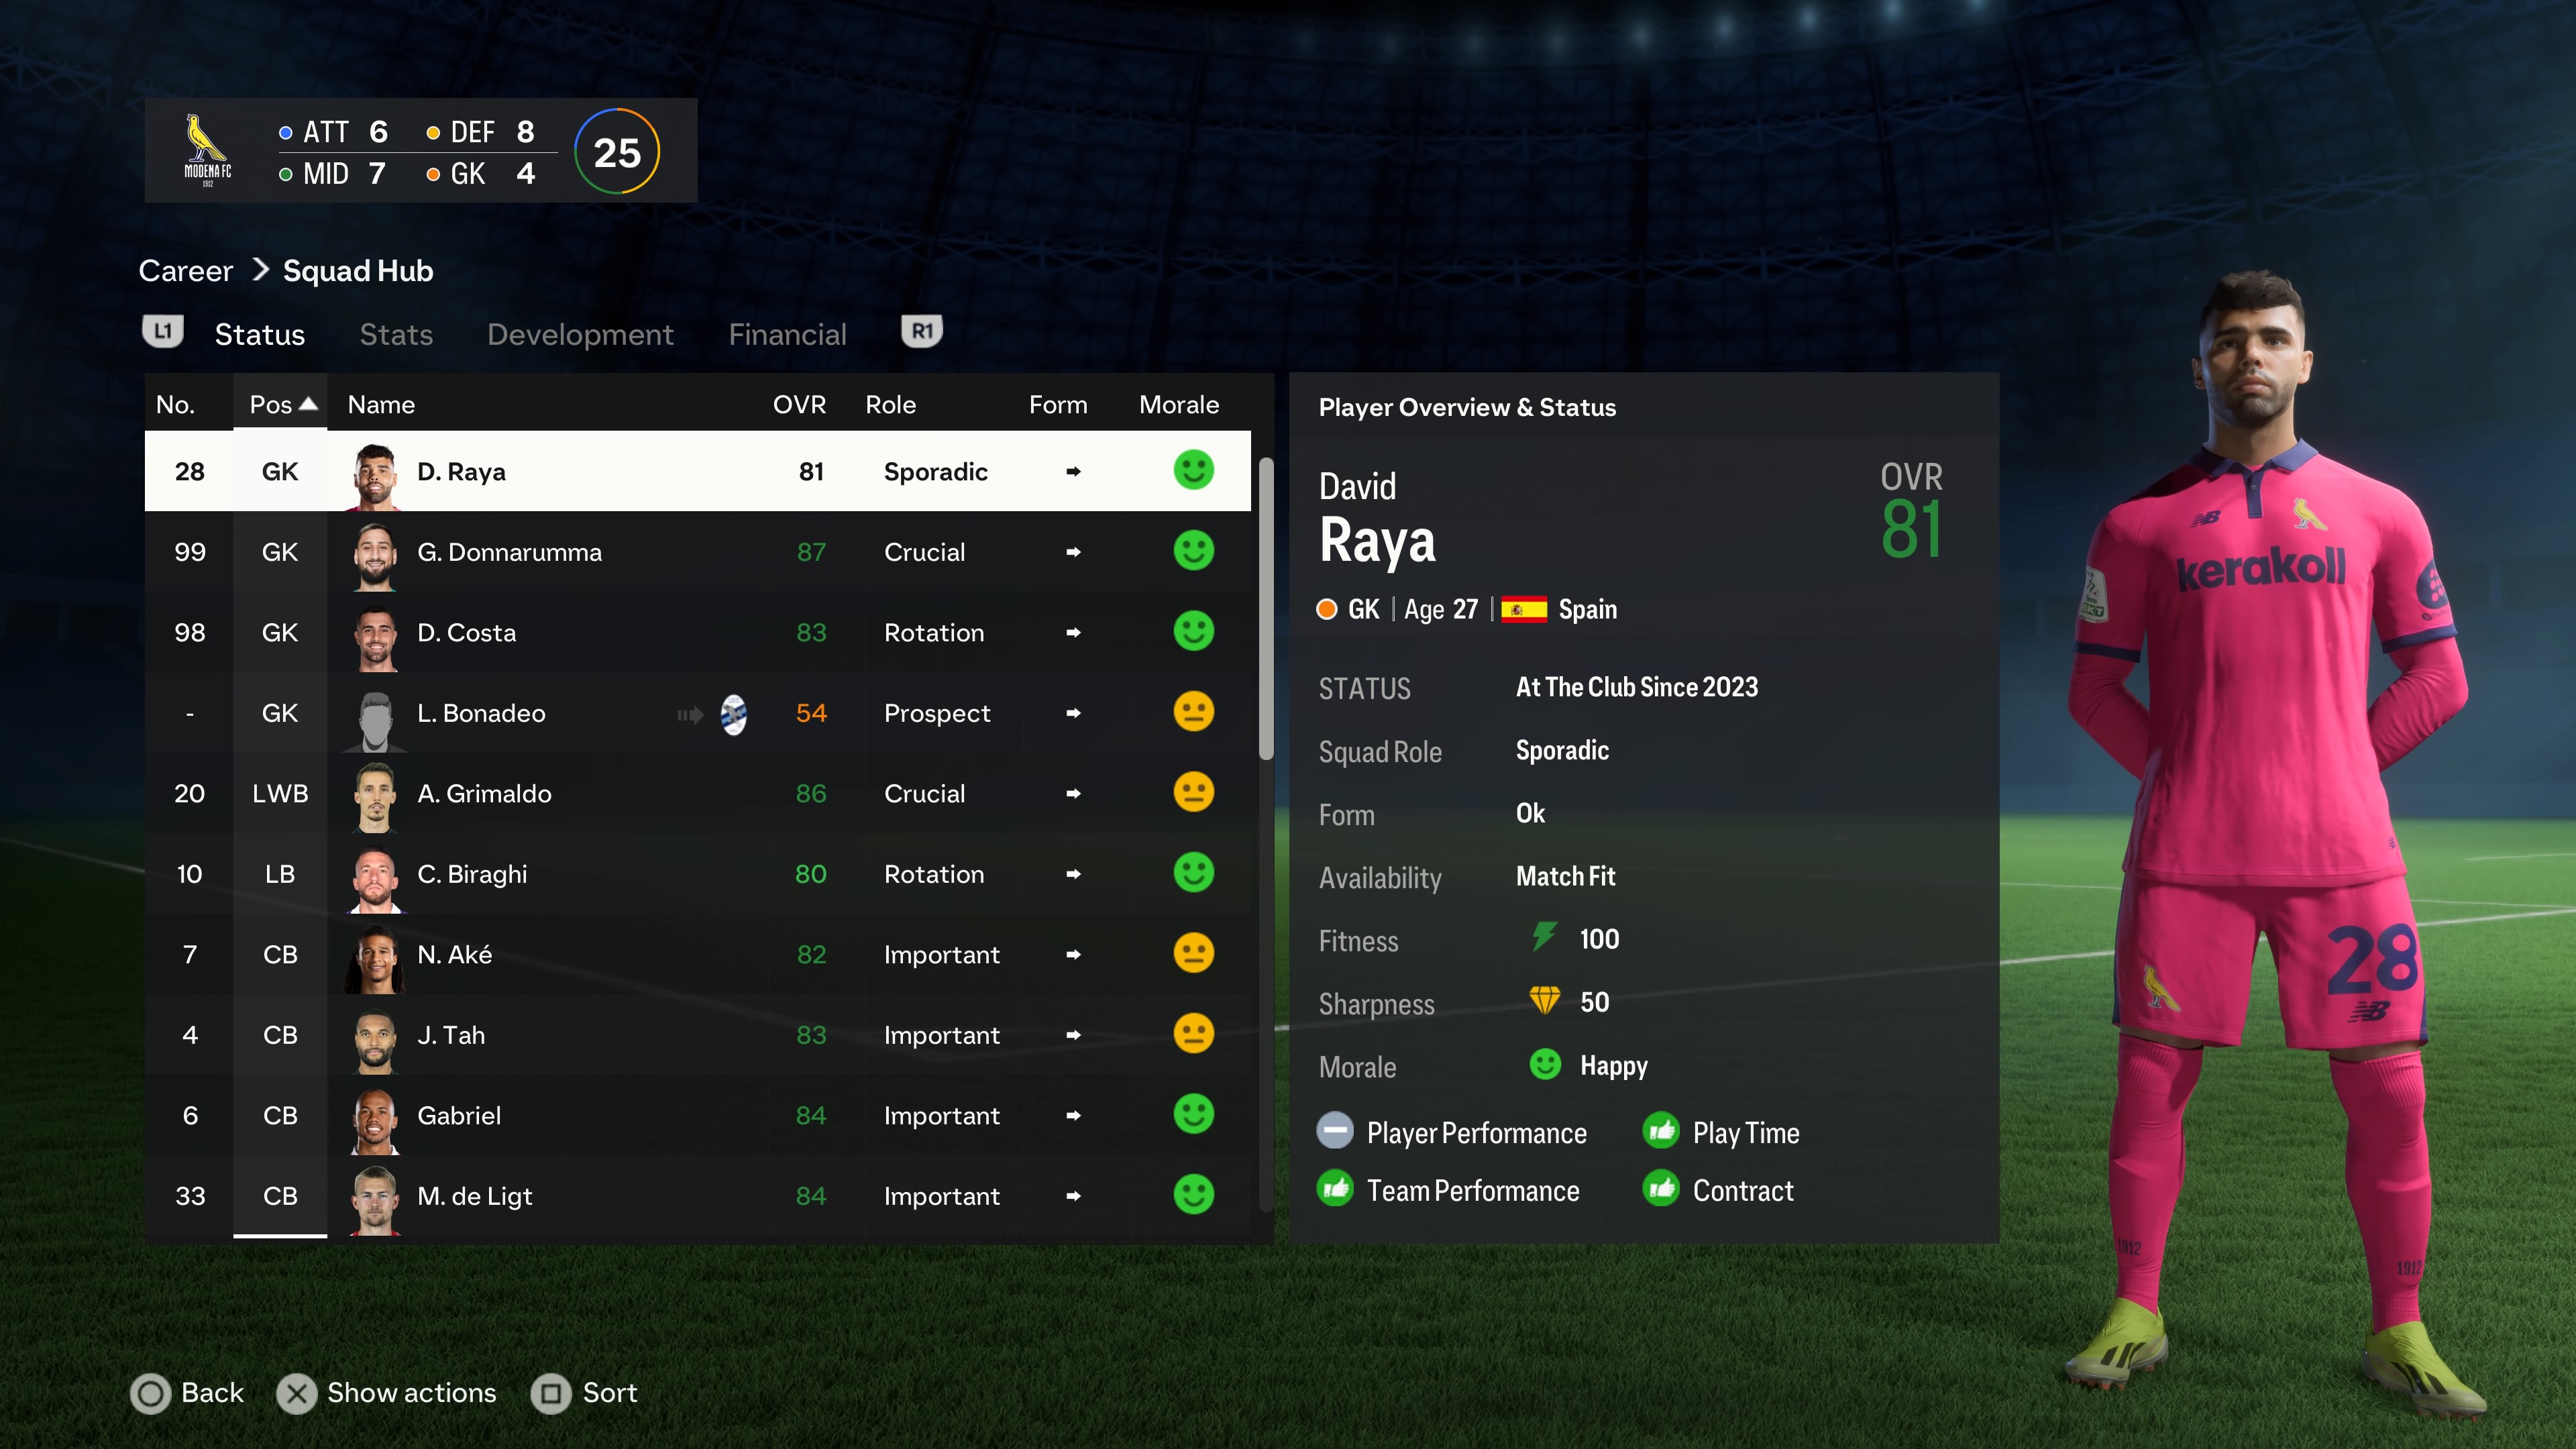 ATT 6 DEF 8
MID 7 GK 4
25
MODENA FC
1912
Career > Squad Hub
L1 Status Stats Development Financial R1
No. Pos Name OVR Role Form Morale
28 GK D. Raya 81 Sporadic
99 GK G. Donnarumma 87 Crucial
98 GK D. Costa 83 Rotation
- GK L. Bonadeo 54 Prospect
20 LWB A. Grimaldo 86 Crucial
10 LB C. Biraghi 80 Rotation
7 CB N. Aké 82 Important
4 CB J. Tah 83 Important
6 CB Gabriel 84 Important
33 CB M. de Ligt 84 Important
Player Overview & Status
David
Raya
OVR
81
GK | Age 27 | Spain
STATUS At The Club Since 2023
Squad Role Sporadic
Form Ok
Availability Match Fit
Fitness 100
Sharpness 50
Morale Happy
Player Performance Play Time
Team Performance Contract
NB
kerakoll
28
NB
1912
1912
Back Show actions Sort